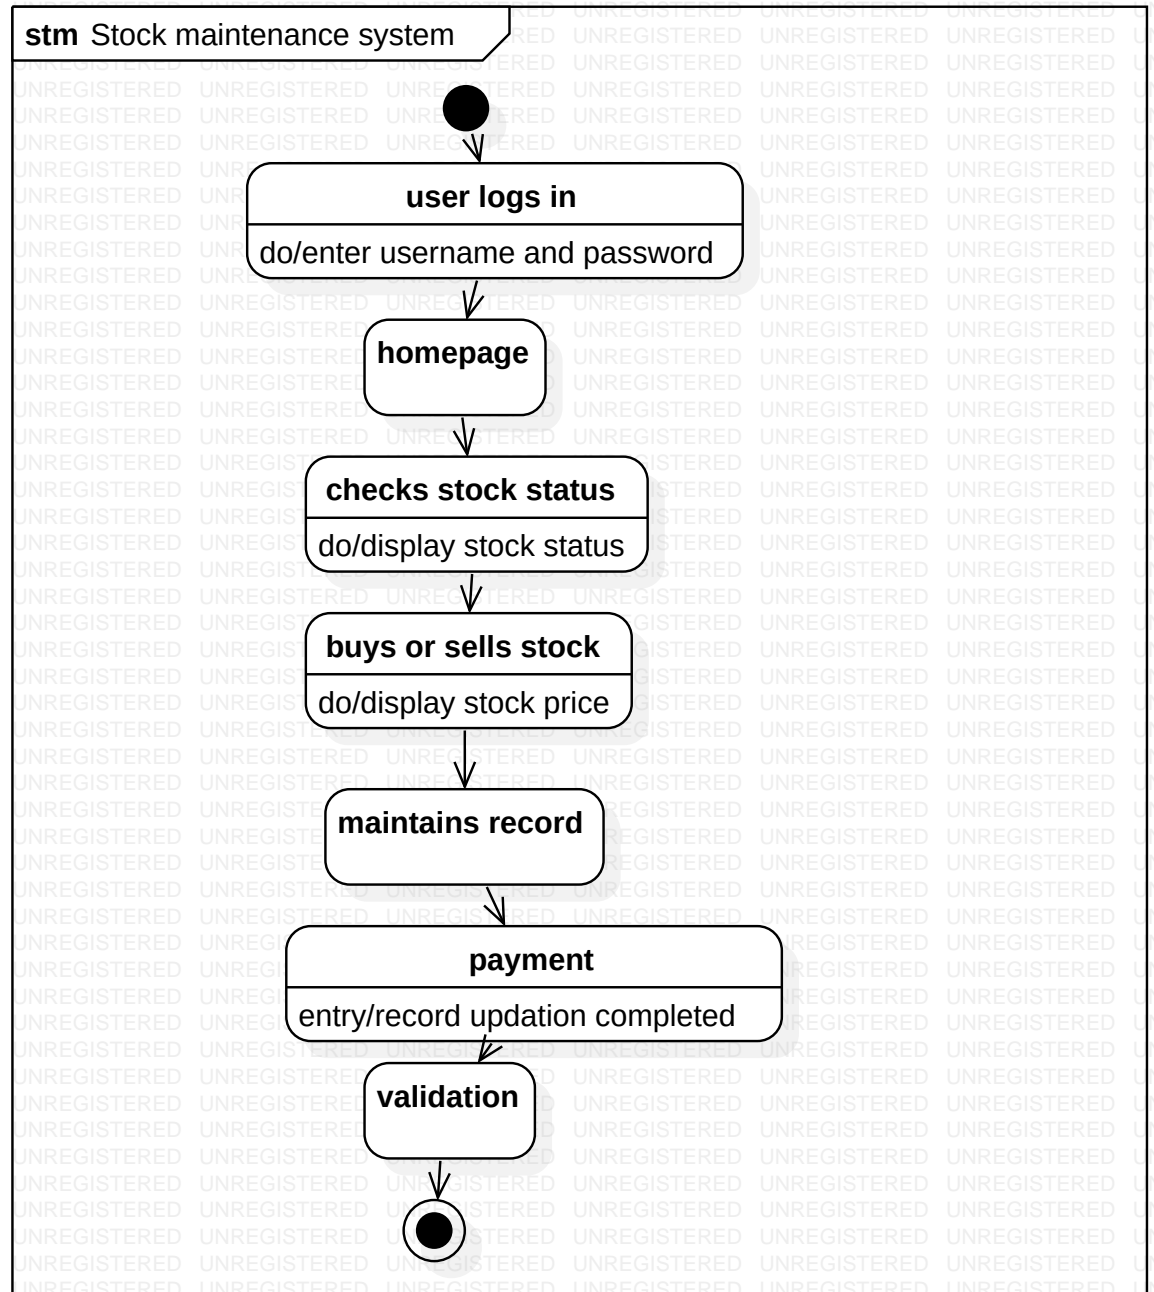 stm Stock maintenance system
user logs in
do/enter username and password
homepage
checks stock status
do/display stock status
buys or sells stock
do/display stock price
maintains record
payment
entry/record updation completed
validation